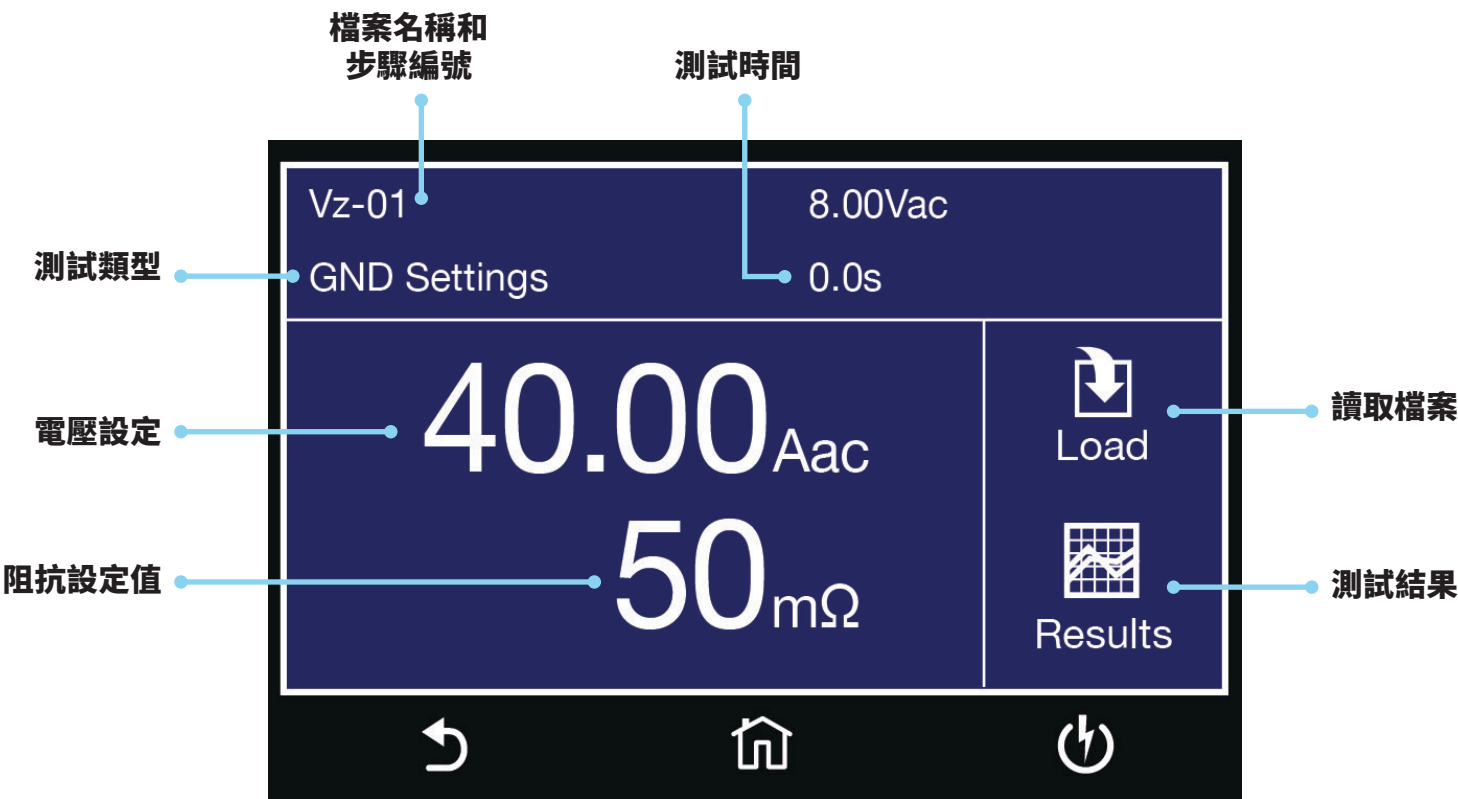 檔案名稱和
步驟編號
測試時間
Vz-01
8.00Vac
測試類型
GND Settings
0.0s
電壓設定
40.00Aac
Load
讀取檔案
阻抗設定值
50mΩ
Results
測試結果